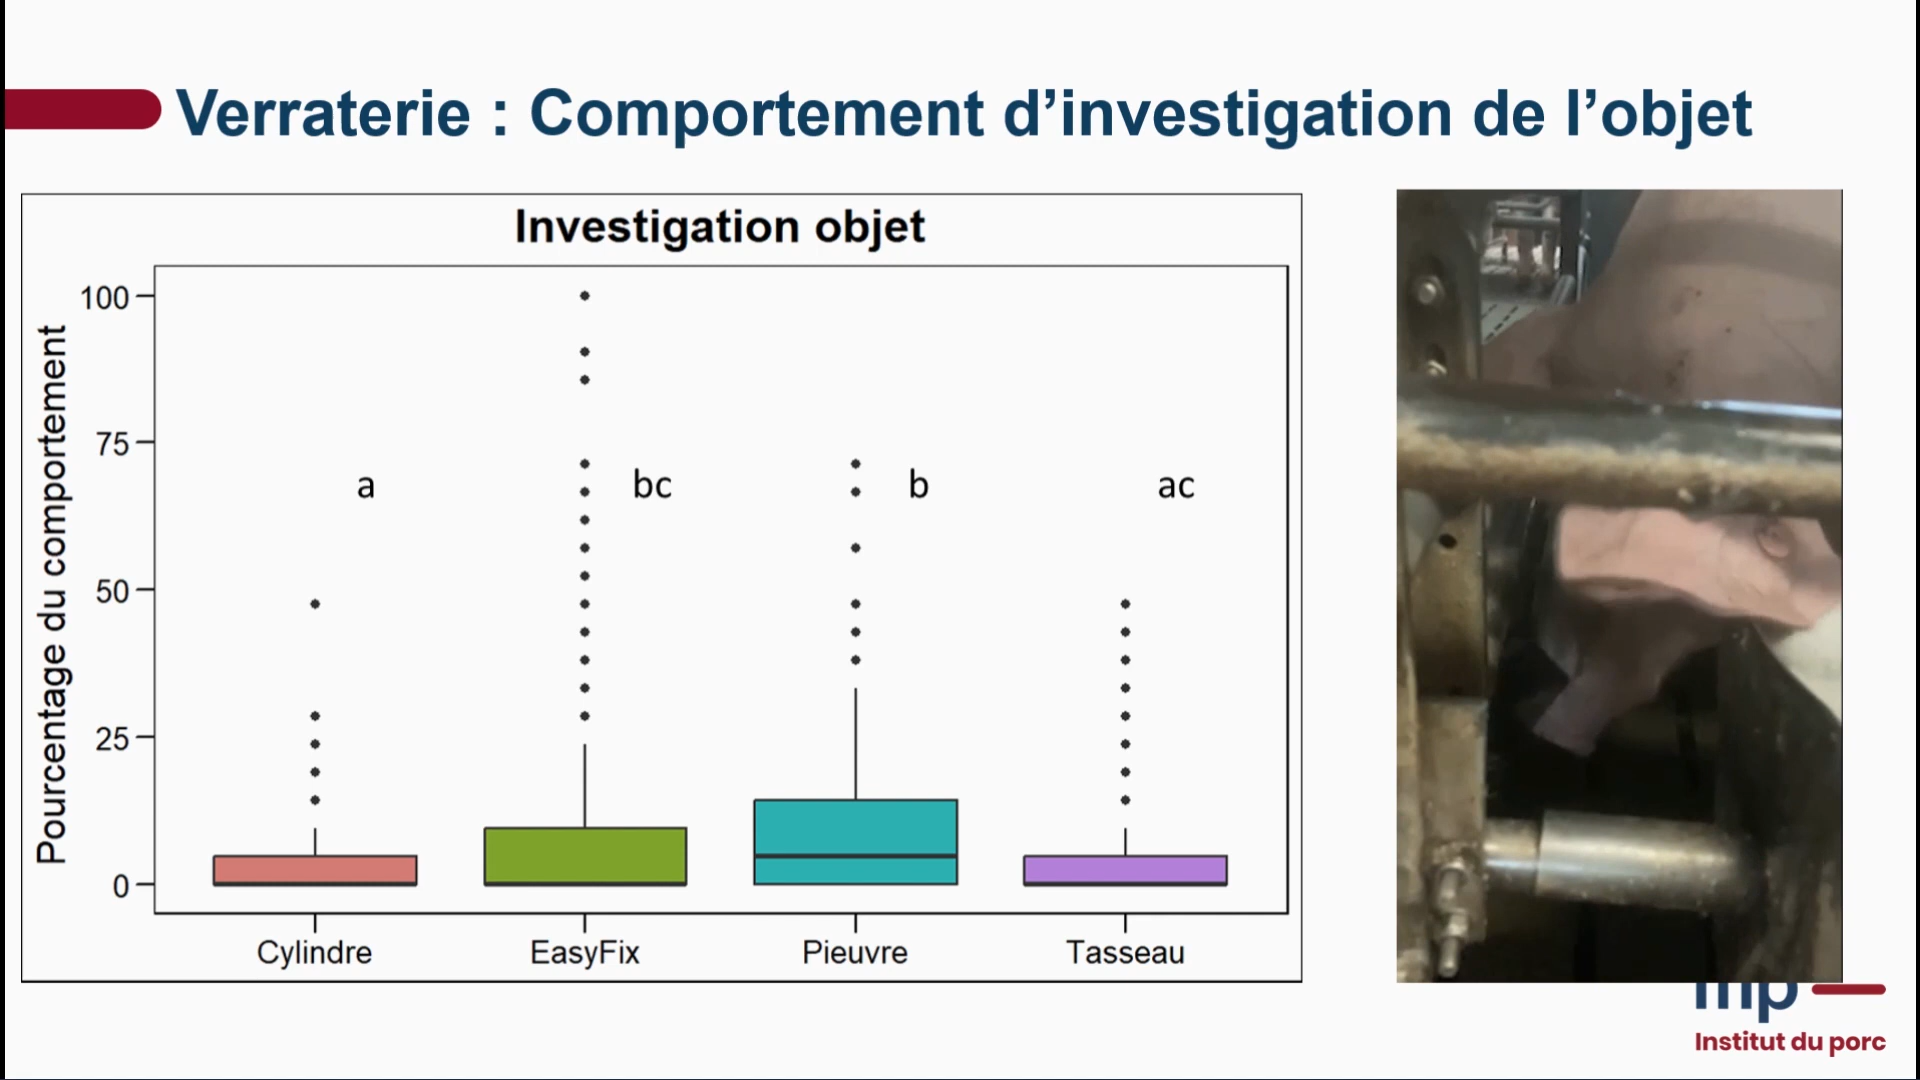 Verraterie : Comportement d’investigation de l’objet
Investigation objet
Pourcentage du comportement
100
75
50
25
0
a
bc
b
ac
Cylindre
EasyFix
Pieuvre
Tasseau
Institut du porc